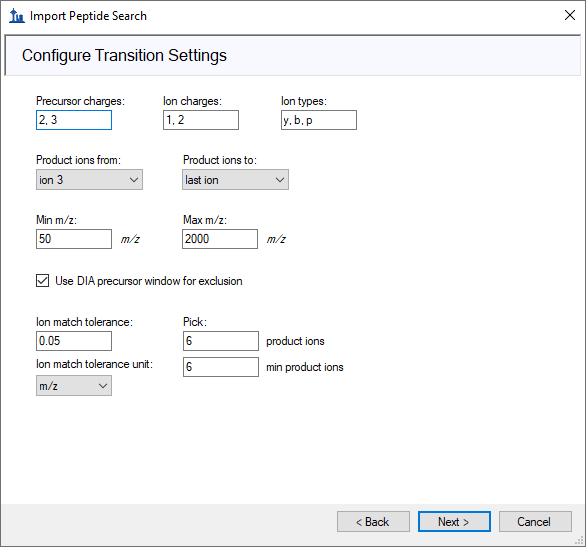 Import Peptide Search
Configure Transition Settings
Precursor charges: Ion charges: Ion types:
2, 3 1, 2 y, b, p
Product ions from: Product ions to:
ion 3 last ion
Min m/z: Max m/z:
50 m/z 2000 m/z
Use DIA precursor window for exclusion
Ion match tolerance: Pick:
0.05 6 product ions
Ion match tolerance unit: 6 min product ions
m/z
< Back Next > Cancel